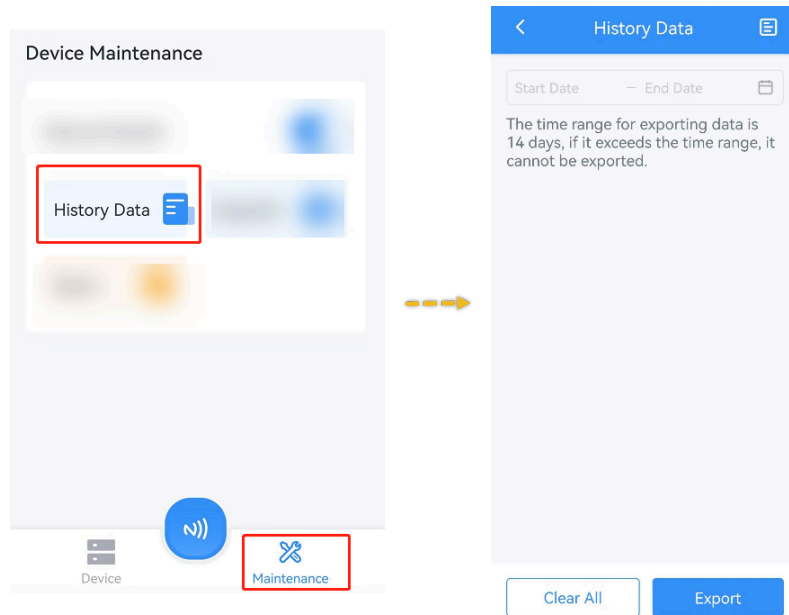 Device Maintenance
History Data
Device
Maintenance
History Data
Start Date – End Date
The time range for exporting data is
14 days, if it exceeds the time range, it
cannot be exported.
Clear All
Export